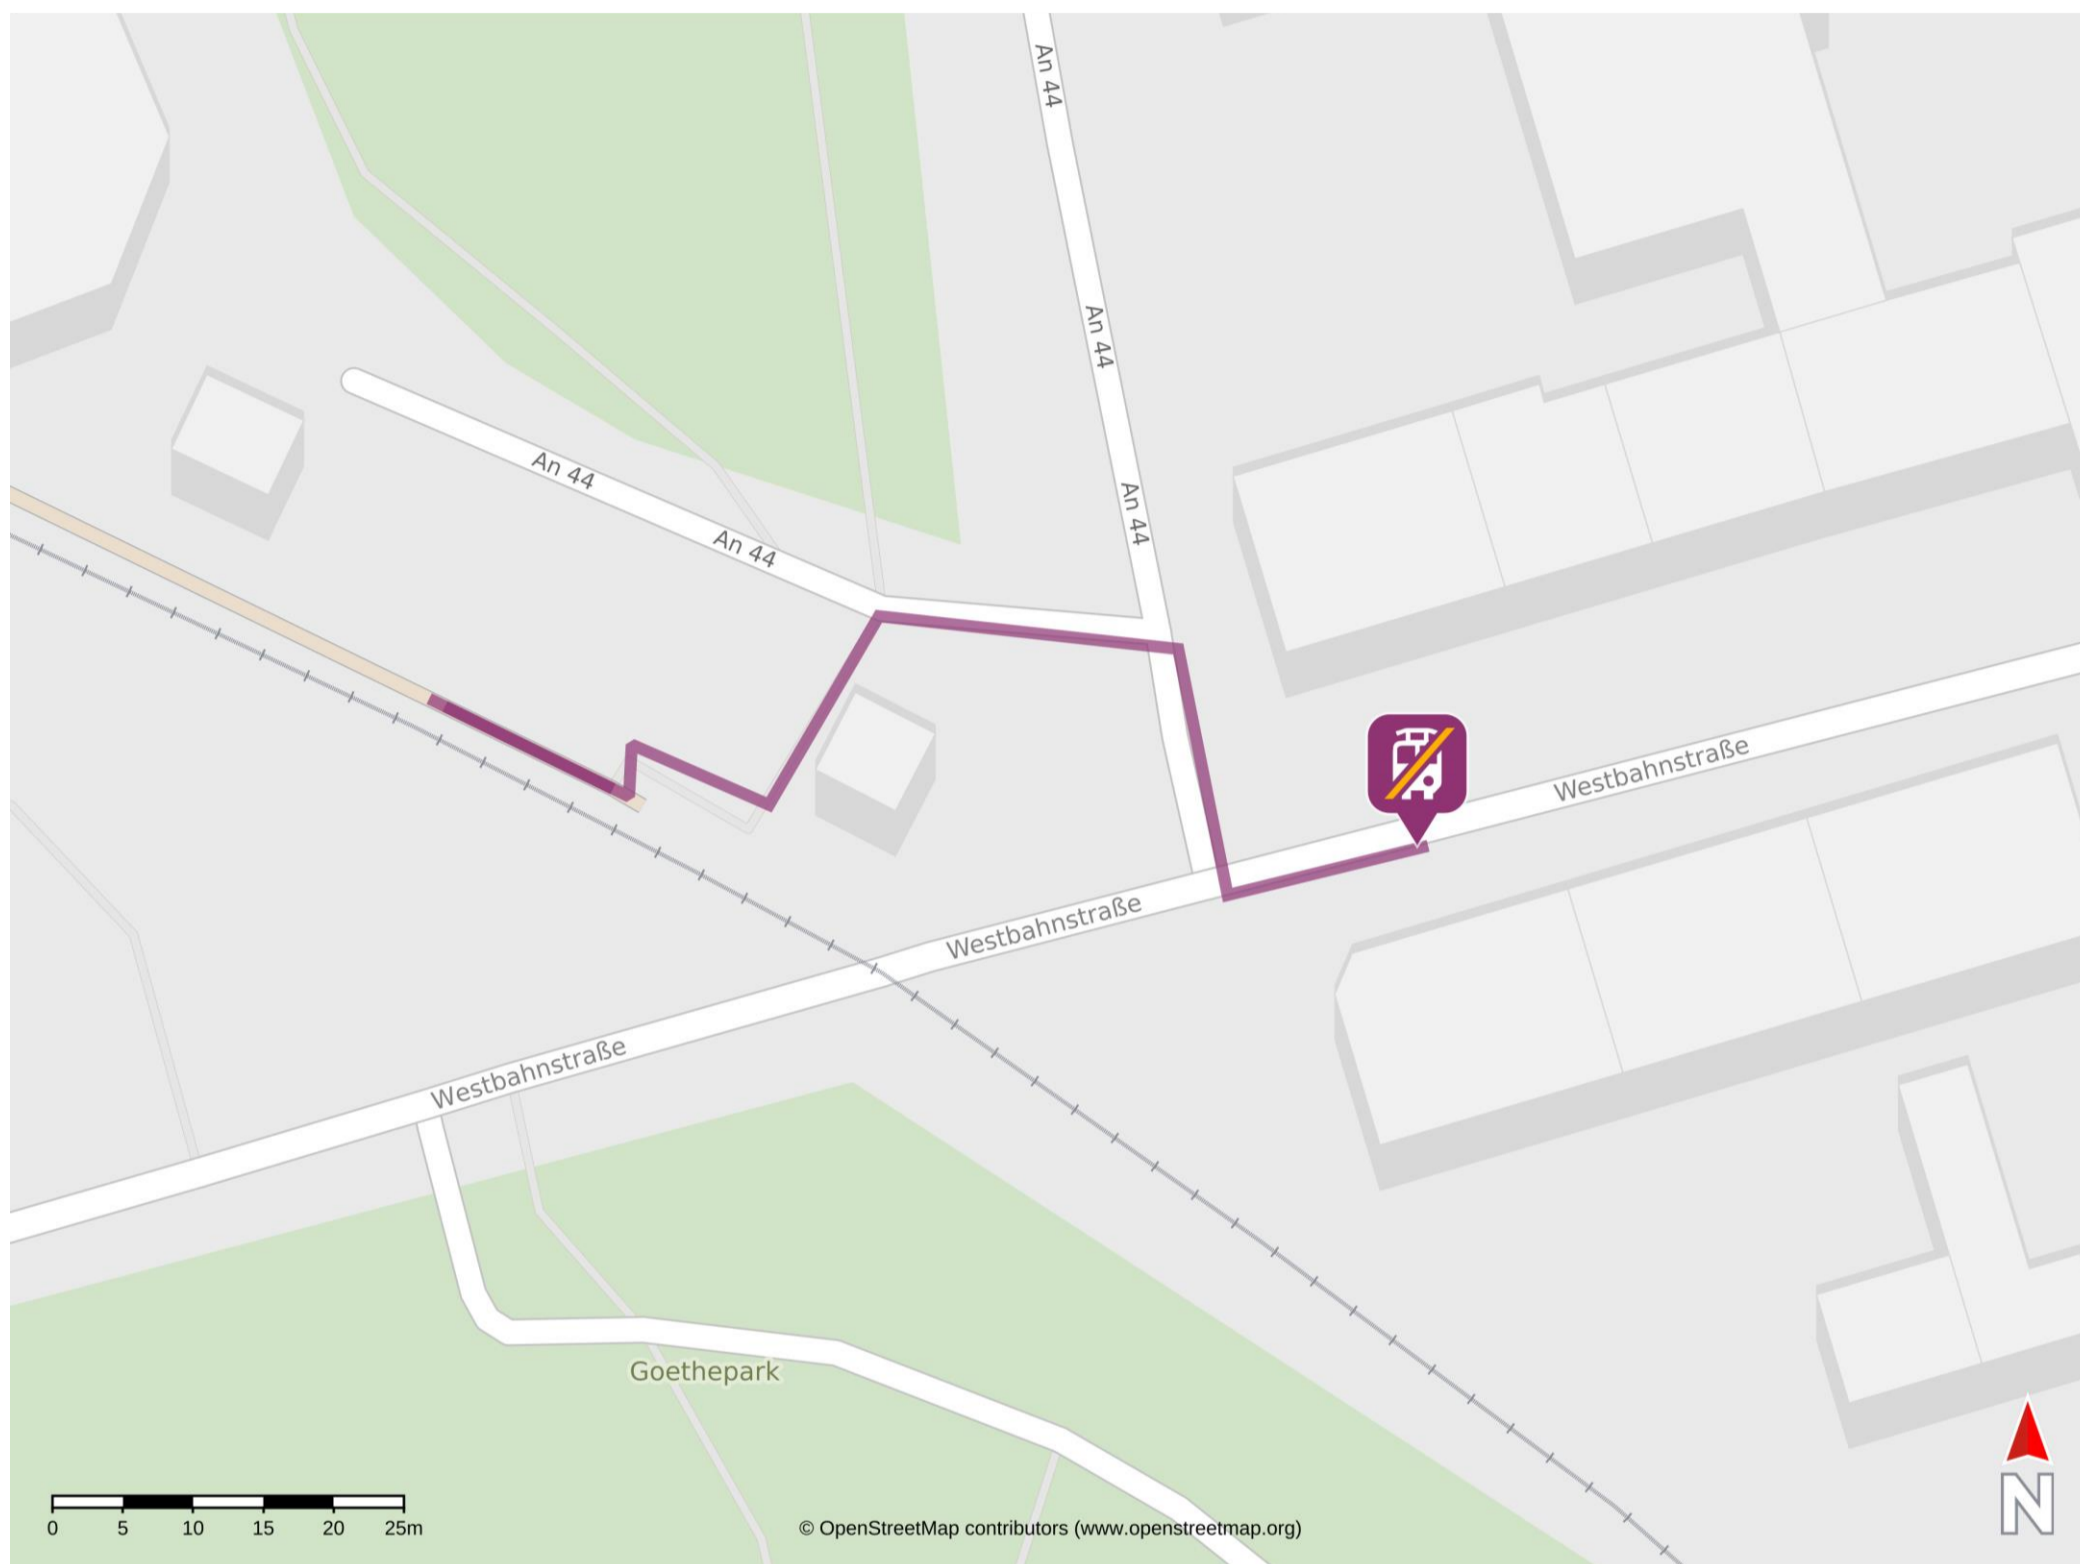 An 44
An 44
An 44
An 44
An 44
Westbahnstraße
Westbahnstraße
Westbahnstraße
Goethepark
0 5 10 15 20 25m
© OpenStreetMap contributors (www.openstreetmap.org)
N